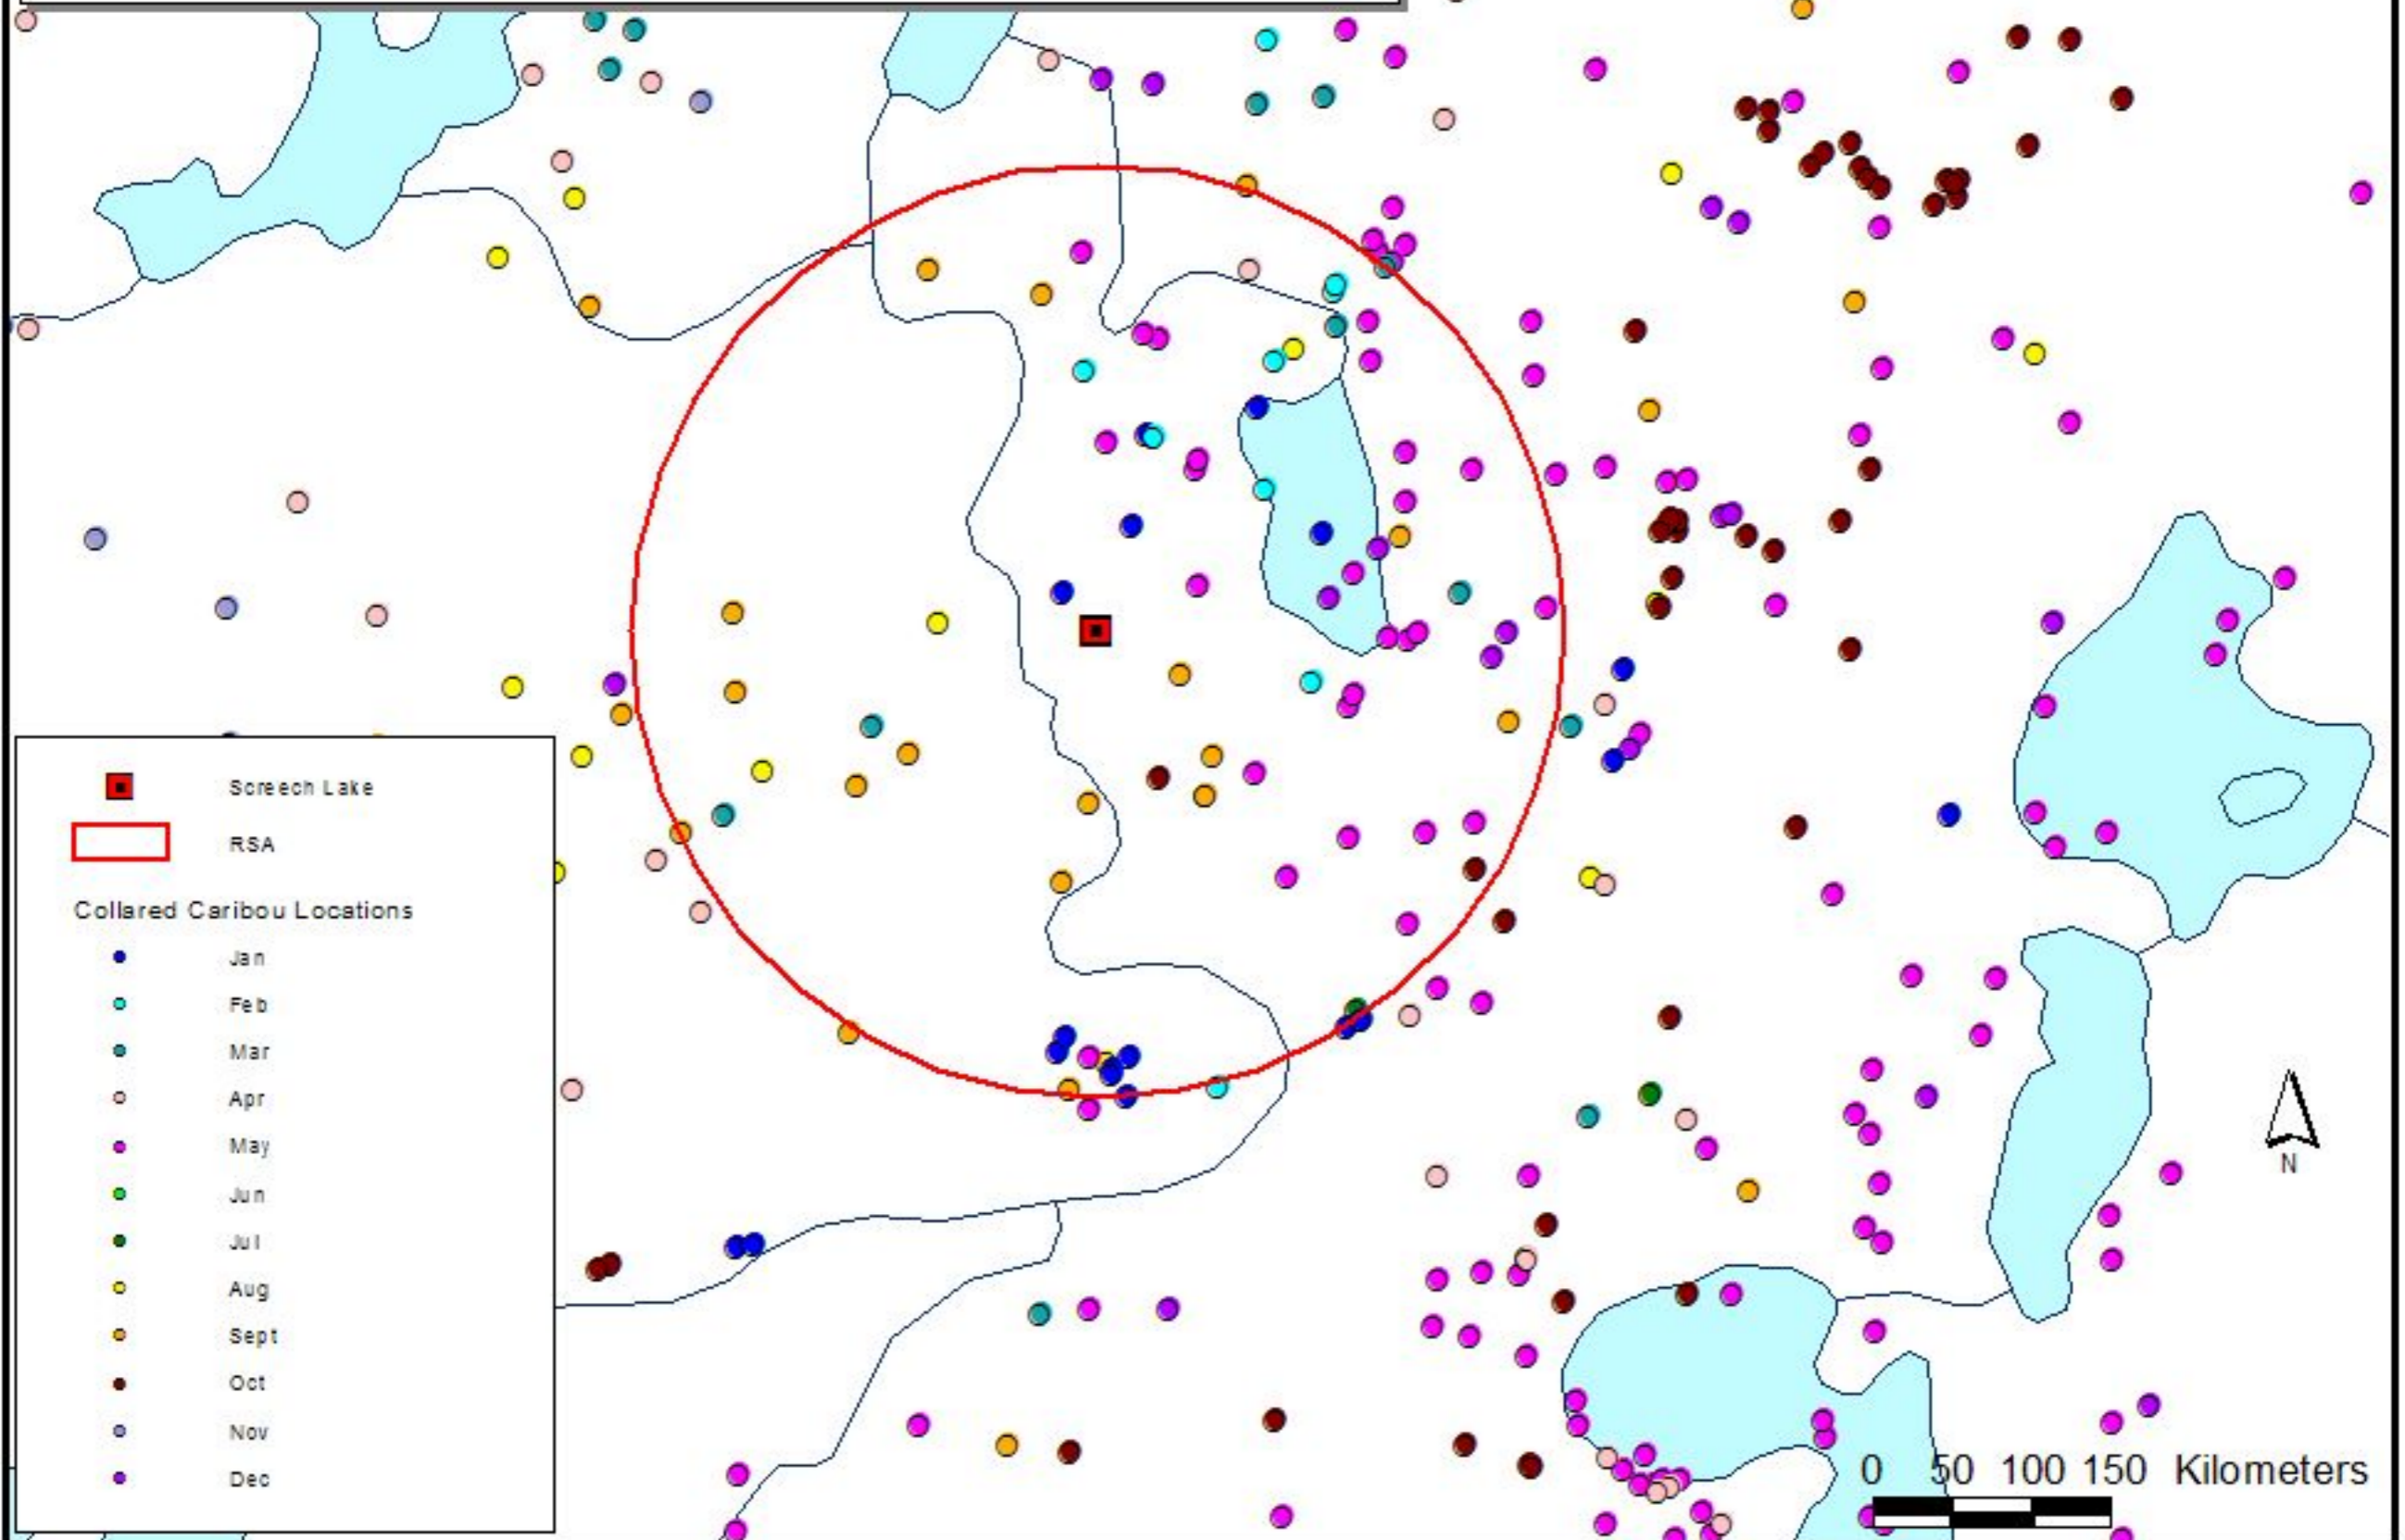 Screech Lake
RSA
Collared Caribou Locations
Jan
Feb
Mar
Apr
May
Jun
Jul
Aug
Sept
Oct
Nov
Dec
N
0 50 100 150 Kilometers